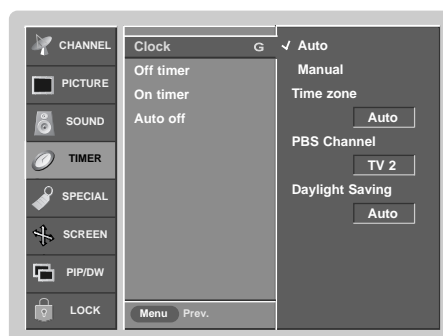 CHANNEL
PICTURE
SOUND
TIMER
SPECIAL
SCREEN
PIP/DW
LOCK
Clock G
Off timer
On timer
Auto off
Menu Prev.
✓ Auto
Manual
Time zone
Auto
PBS Channel
TV 2
Daylight Saving
Auto